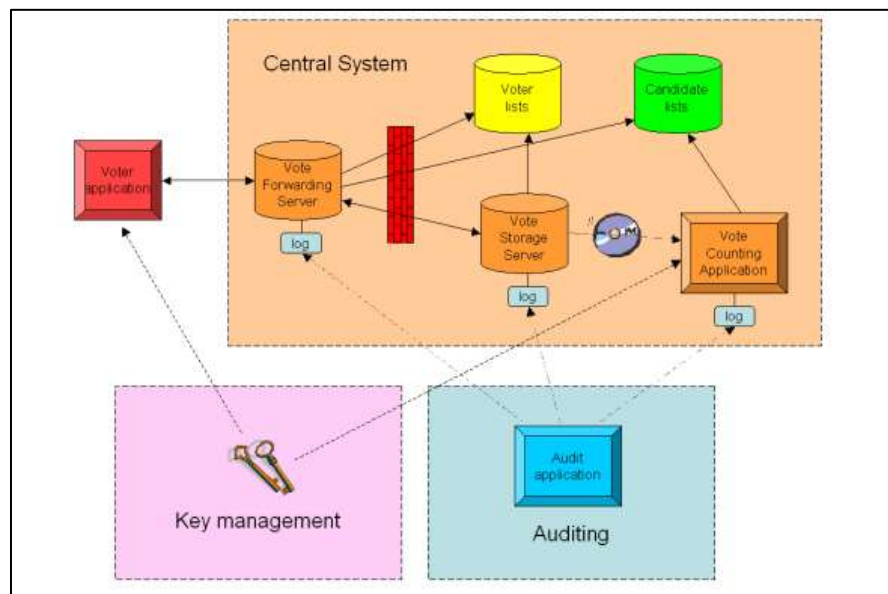 Central System
Voter
lists
Candidate
lists
Voter
application
Vote
Forwarding
Server
log
Vote
Storage
Server
log
Vote
Counting
Application
log
Key management
Audit
application
Auditing